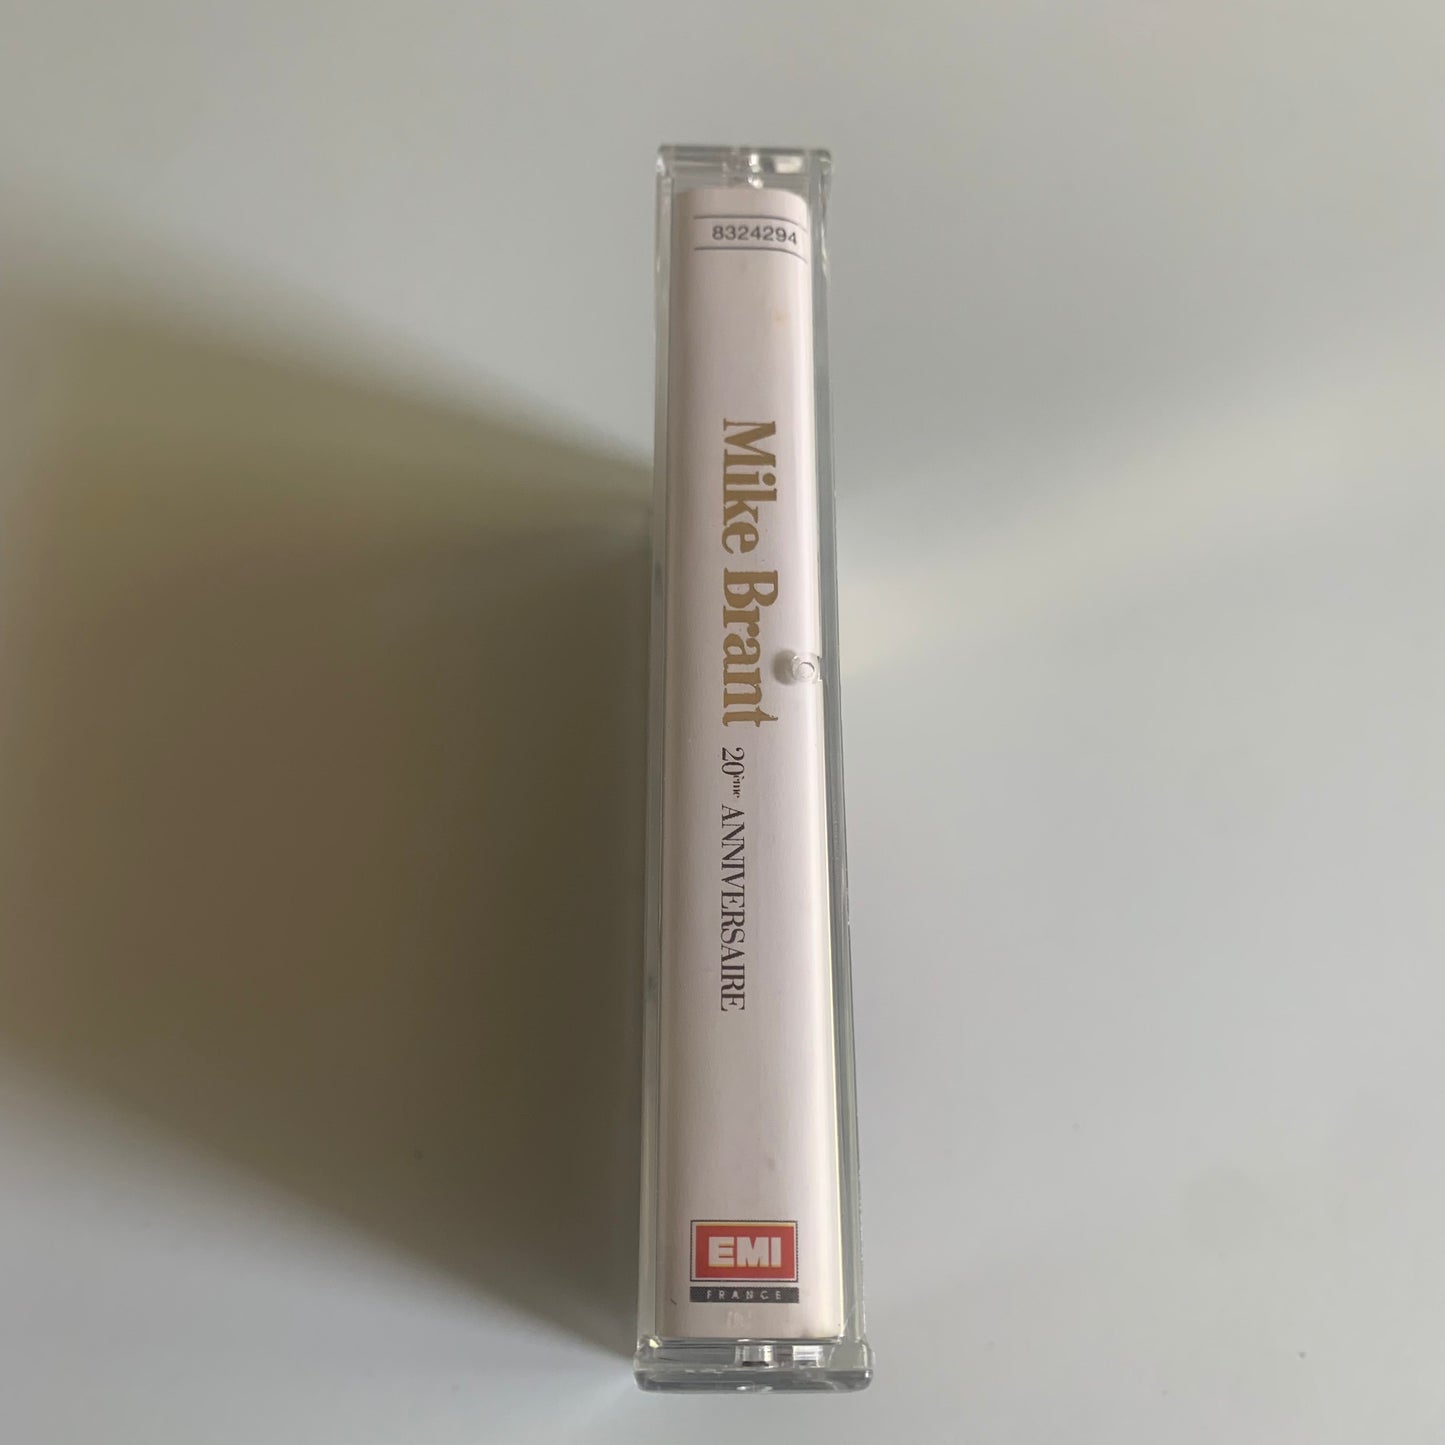 8324294
Mike Brant
20ème ANNIVERSAIRE
EMI
FRANCE